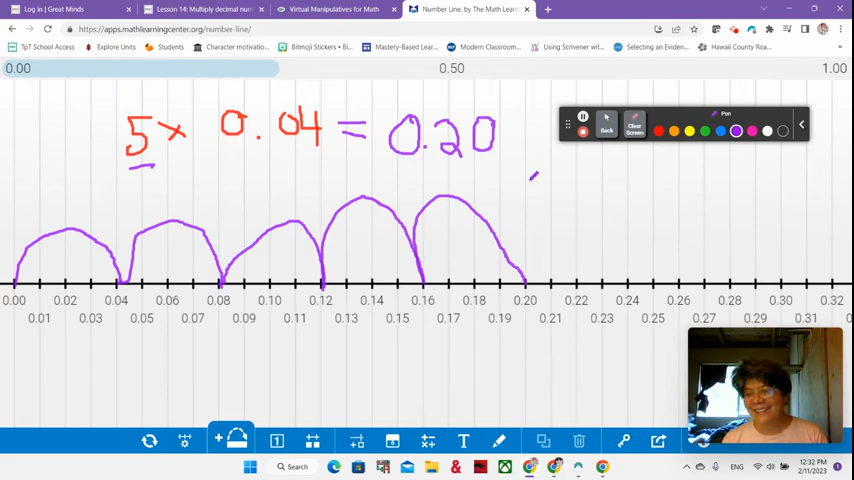 Log in | Great Minds
Lesson 14: Multiply decimal num
Virtual Manipulatives for Math
Number Line, by The Math Learn
https://apps.mathlearningcenter.org/number-line/
TpT School Access
Explore Units
Students
Character motivatio...
Bitmoji Stickers • Bi...
Mastery-Based Lear...
Modern Classroom...
Using Scrivener wit...
Selecting an Eviden...
Hawaii County Roa...
0.00 0.50 1.00
Pen
Back
Clear Screen
5 × 0.04 = 0.20
0.00 0.02 0.04 0.06 0.08 0.10 0.12 0.14 0.16 0.18 0.20 0.22 0.24 0.26 0.28 0.30 0.32
0.01 0.03 0.05 0.07 0.09 0.11 0.13 0.15 0.17 0.19 0.21 0.23 0.25 0.27 0.29 0.31
Search
ENG
12:32 PM
2/11/2023